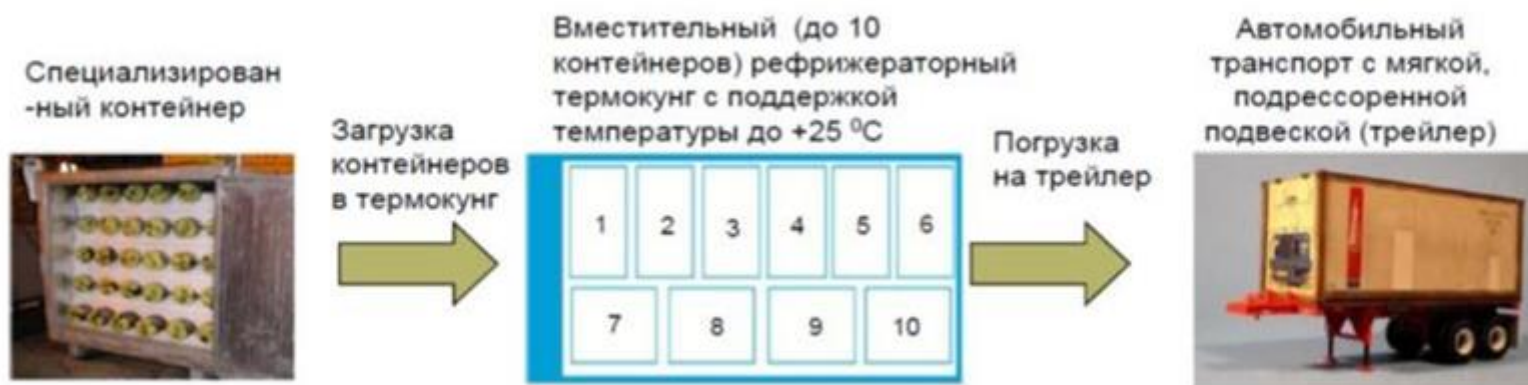 Специализирован
-ный контейнер
Загрузка
контейнеров
в термокунг
Вместительный (до 10
контейнеров) рефрижераторный
термокунг с поддержкой
температуры до +25 ⁰С
1 2 3 4 5 6
7 8 9 10
Погрузка
на трейлер
Автомобильный
транспорт с мягкой,
подрессоренной
подвеской (трейлер)